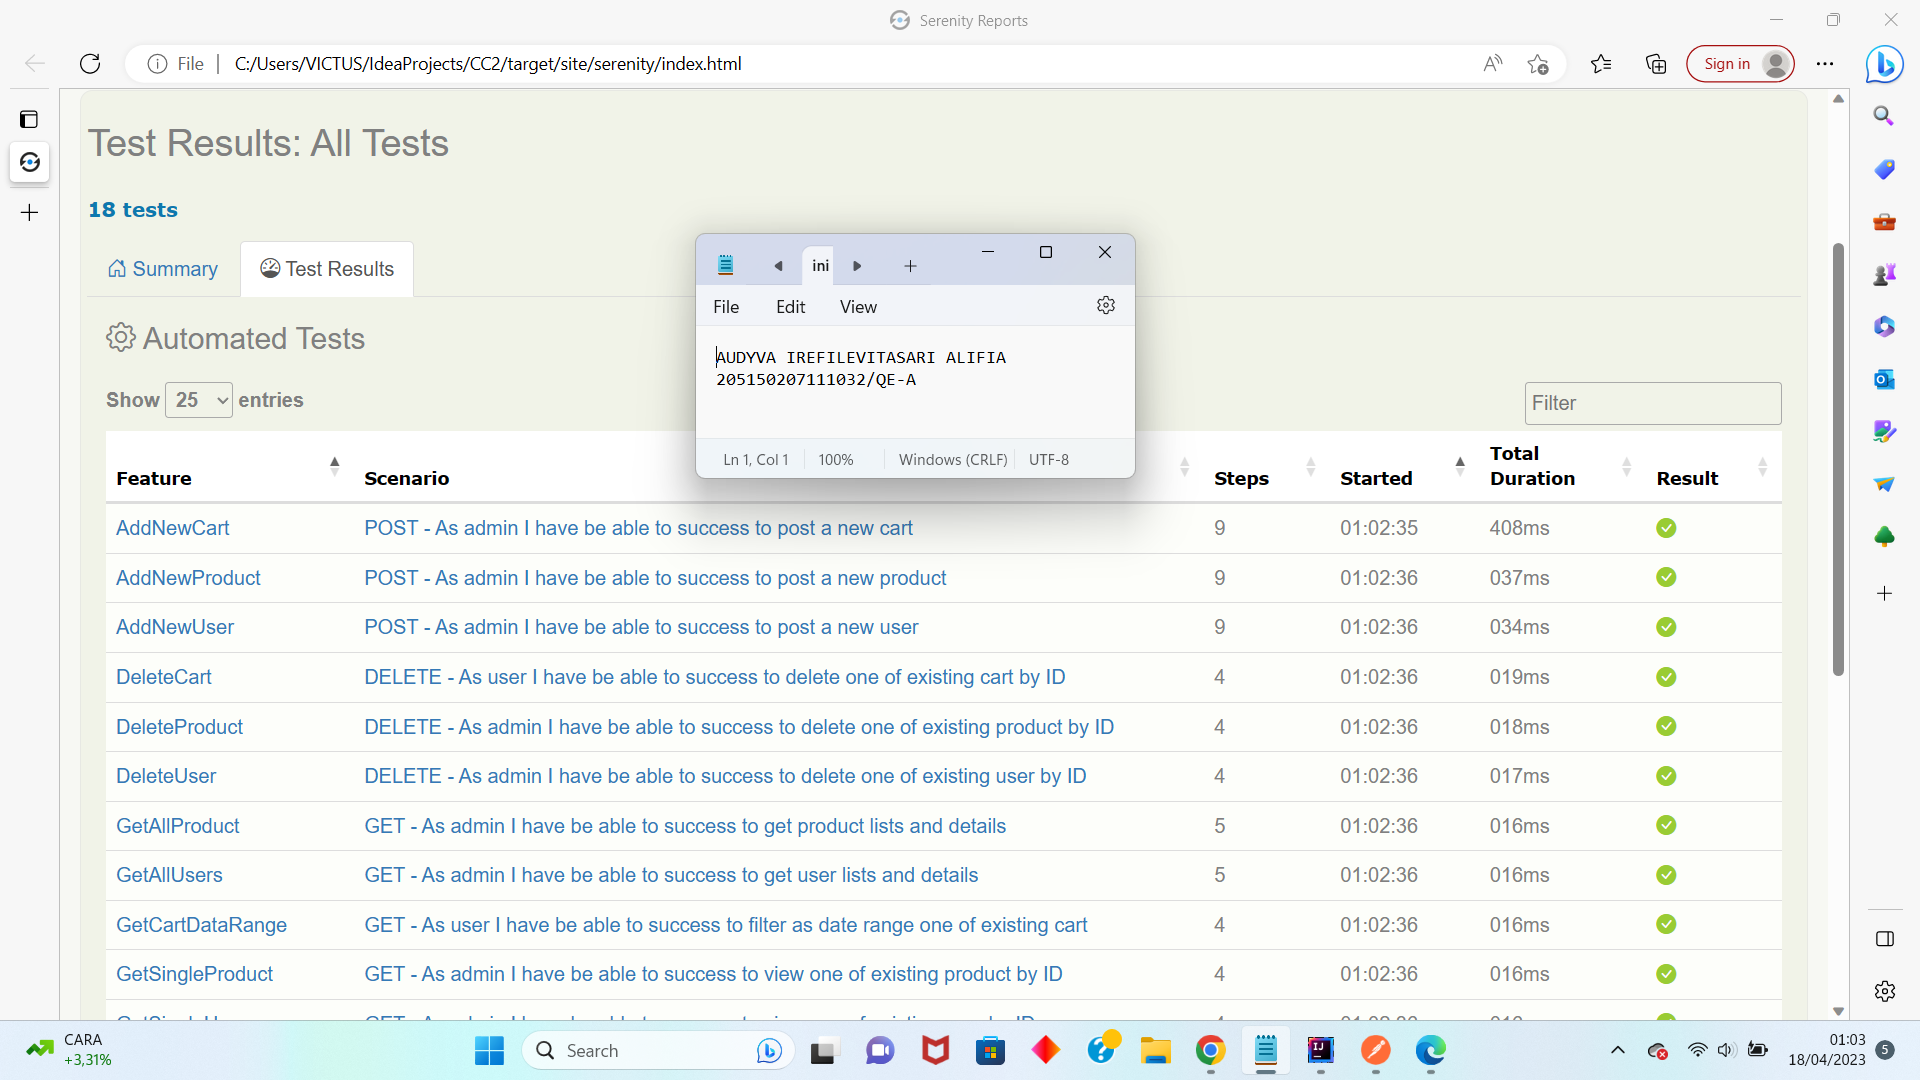 Serenity Reports
File
C:/Users/VICTUS/IdeaProjects/CC2/target/site/serenity/index.html
Sign in
Test Results: All Tests
18 tests
Summary
Test Results
ini
File Edit View
AUDYVA IREFILEVITASARI ALIFIA
205150207111032/QE-A
Ln 1, Col 1 100% Windows (CRLF) UTF-8
Automated Tests
Show 25 entries
Filter
Feature Scenario Steps Started Total Duration Result
AddNewCart POST - As admin I have be able to success to post a new cart 9 01:02:35 408ms
AddNewProduct POST - As admin I have be able to success to post a new product 9 01:02:36 037ms
AddNewUser POST - As admin I have be able to success to post a new user 9 01:02:36 034ms
DeleteCart DELETE - As user I have be able to success to delete one of existing cart by ID 4 01:02:36 019ms
DeleteProduct DELETE - As admin I have be able to success to delete one of existing product by ID 4 01:02:36 018ms
DeleteUser DELETE - As admin I have be able to success to delete one of existing user by ID 4 01:02:36 017ms
GetAllProduct GET - As admin I have be able to success to get product lists and details 5 01:02:36 016ms
GetAllUsers GET - As admin I have be able to success to get user lists and details 5 01:02:36 016ms
GetCartDataRange GET - As user I have be able to success to filter as date range one of existing cart 4 01:02:36 016ms
GetSingleProduct GET - As admin I have be able to success to view one of existing product by ID 4 01:02:36 016ms
CARA
+3,31%
Search
01:03
18/04/2023
5